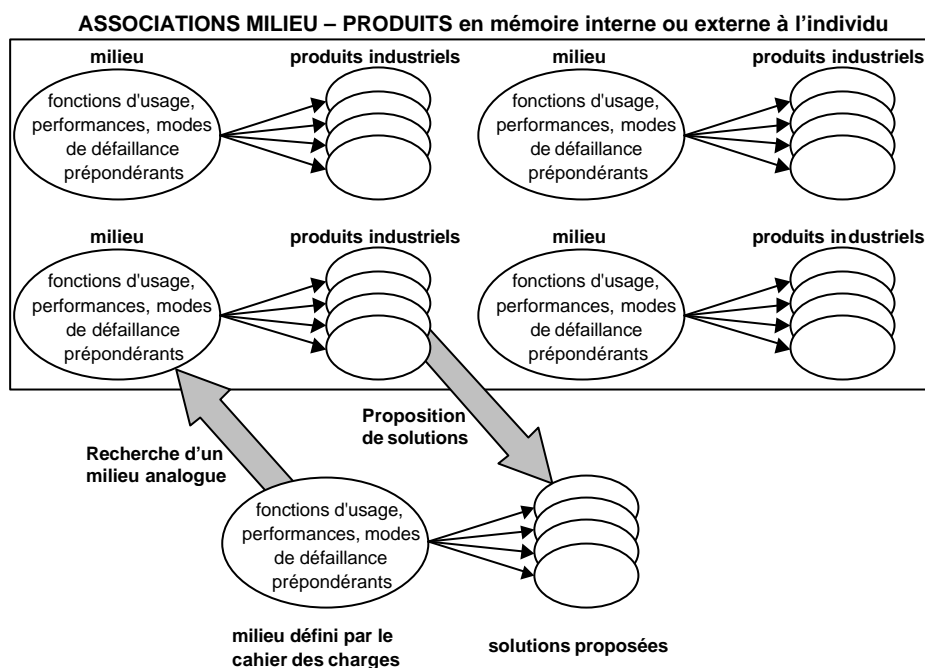 ASSOCIATIONS MILIEU – PRODUITS en mémoire interne ou externe à l'individu
milieu
produits industriels
milieu
produits industriels
fonctions d'usage,
performances, modes
de défaillance
prépondérants
fonctions d'usage,
performances, modes
de défaillance
prépondérants
milieu
produits industriels
milieu
produits industriels
fonctions d'usage,
performances, modes
de défaillance
prépondérants
fonctions d'usage,
performances, modes
de défaillance
prépondérants
Recherche d'un
milieu analogue
Proposition
de solutions
fonctions d'usage,
performances, modes
de défaillance
prépondérants
milieu défini par le
cahier des charges
solutions proposées